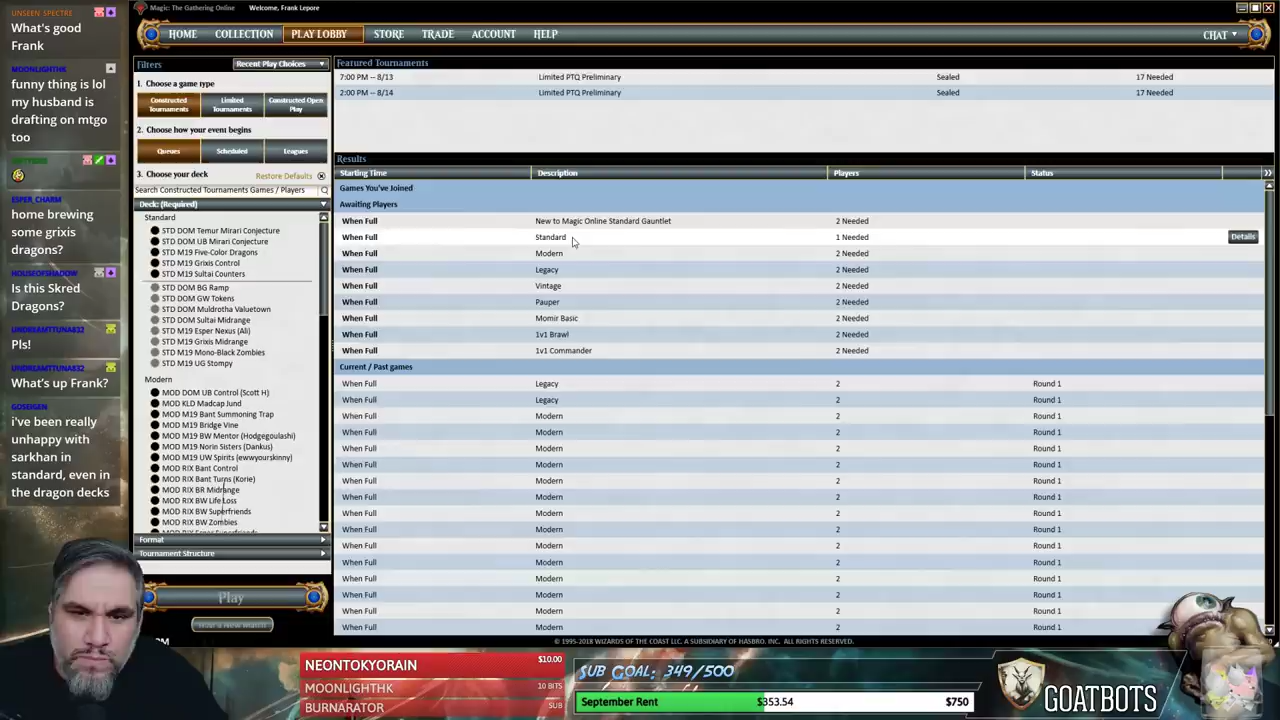 UNSEEN_SPECTRE
What's good
Frank
MOONLIGHTHK
funny thing is lol
my husband is
drafting on mtgo
too
ESPER_CHARM
home brewing
some grixis
dragons?
HOUSEOFSHADOW
Is this Skred
Dragons?
UNDREAMTTUNA832
Pls!
UNDREAMTTUNA832
What's up Frank?
GOSEIGEN
i've been really
unhappy with
sarkhan in
standard, even in
the dragon decks
Magic: The Gathering Online Welcome, Frank Lepore
HOME COLLECTION PLAY LOBBY STORE TRADE ACCOUNT HELP CHAT
Filters Recent Play Choices
1. Choose a game type
Constructed Tournaments Limited Tournaments Constructed Open Play
2. Choose how your event begins
Queues Scheduled Leagues
3. Choose your deck Restore Defaults
Search Constructed Tournaments Games / Players
Deck: (Required)
Standard
STD DOM Temur Mirari Conjecture
STD DOM UB Mirari Conjecture
STD M19 Five-Color Dragons
STD M19 Grixis Control
STD M19 Sultai Counters
STD DOM BG Ramp
STD DOM GW Tokens
STD DOM Muldrotha Valuetown
STD DOM Sultai Midrange
STD M19 Esper Nexus (Ali)
STD M19 Grixis Midrange
STD M19 Mono-Black Zombies
STD M19 UG Stompy
Modern
MOD DOM UB Control (Scott H)
MOD KLD Madcap Jund
MOD M19 Bant Summoning Trap
MOD M19 Bridge Vine
MOD M19 BW Mentor (Hodgegoulashi)
MOD M19 Norin Sisters (Dankus)
MOD M19 UW Spirits (ewwyourskinny)
MOD RIX Bant Control
MOD RIX Bant Turns (Korie)
MOD RIX BR Midrange
MOD RIX BW Life Loss
MOD RIX BW Superfriends
MOD RIX BW Zombies
Format
Tournament Structure
Play
Featured Tournaments
7:00 PM -- 8/13 Limited PTQ Preliminary Sealed 17 Needed
2:00 PM -- 8/14 Limited PTQ Preliminary Sealed 17 Needed
Results
Starting Time Description Players Status
Games You've Joined
Awaiting Players
When Full New to Magic Online Standard Gauntlet 2 Needed
When Full Standard 1 Needed Details
When Full Modern 2 Needed
When Full Legacy 2 Needed
When Full Vintage 2 Needed
When Full Pauper 2 Needed
When Full Momir Basic 2 Needed
When Full 1v1 Brawl 2 Needed
When Full 1v1 Commander 2 Needed
Current / Past games
When Full Legacy 2 Round 1
When Full Legacy 2 Round 1
When Full Modern 2 Round 1
When Full Modern 2 Round 1
When Full Modern 2 Round 1
When Full Modern 2 Round 1
When Full Modern 2 Round 1
When Full Modern 2 Round 1
When Full Modern 2 Round 1
When Full Modern 2 Round 1
When Full Modern 2 Round 1
When Full Modern 2 Round 1
When Full Modern 2 Round 1
When Full Modern 2 Round 1
When Full Modern 2 Round 1
When Full Modern 2 Round 1
© 1995-2018 WIZARDS OF THE COAST LLC, A SUBSIDIARY OF HASBRO, INC. ALL RIGHTS RESERVED.
NEONTOKYORAIN $10.00
MOONLIGHTHK 10 BITS
BURNARATOR SUB
SUB GOAL: 349/500
September Rent $353.54 $750
GOATBOTS